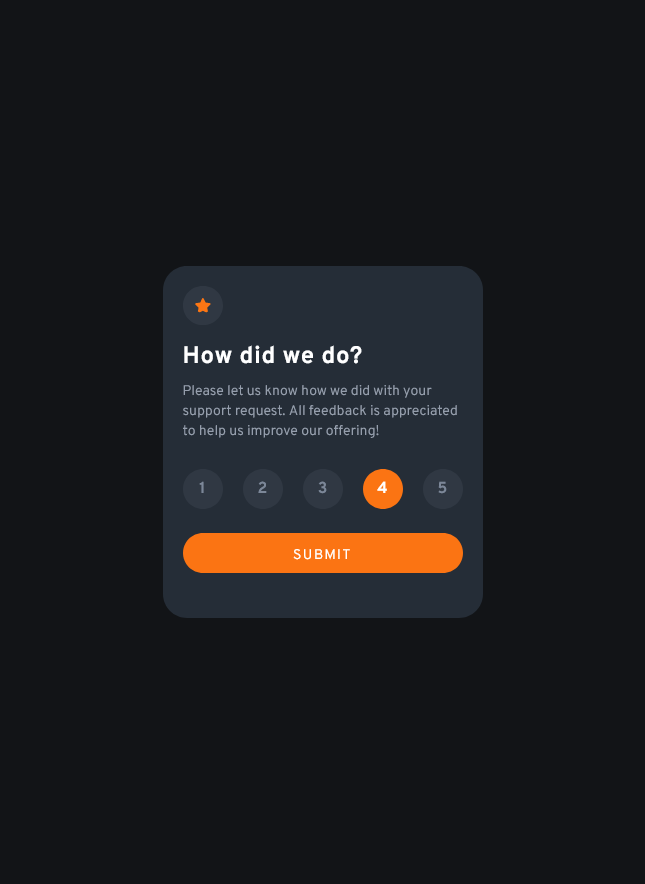 How did we do?
Please let us know how we did with your
support request. All feedback is appreciated
to help us improve our offering!
1 2 3 4 5
SUBMIT